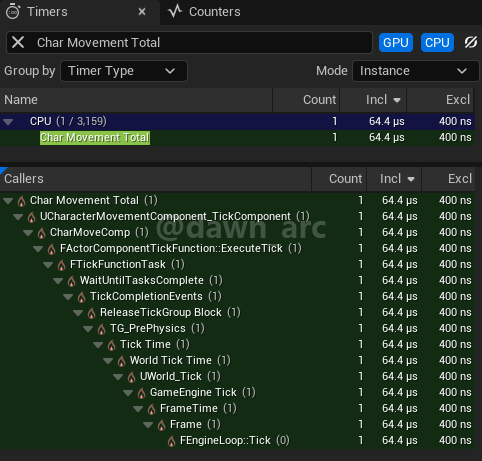 Timers × Counters
Char Movement Total GPU CPU
Group by Timer Type Mode Instance
Name Count Incl Excl
CPU (1 / 3,159) 1 64.4 µs 400 ns
Char Movement Total 1 64.4 µs 400 ns
Callers Count Incl Excl
Char Movement Total (1) 1 64.4 µs 400 ns
UCharacterMovementComponent_TickComponent (1) 1 64.4 µs 400 ns
CharMoveComp (1) 1 64.4 µs 400 ns
@dawn_arc
FActorComponentTickFunction::ExecuteTick (1) 1 64.4 µs 400 ns
FTickFunctionTask (1) 1 64.4 µs 400 ns
WaitUntilTasksComplete (1) 1 64.4 µs 400 ns
TickCompletionEvents (1) 1 64.4 µs 400 ns
ReleaseTickGroup Block (1) 1 64.4 µs 400 ns
TG_PrePhysics (1) 1 64.4 µs 400 ns
Tick Time (1) 1 64.4 µs 400 ns
World Tick Time (1) 1 64.4 µs 400 ns
UWorld_Tick (1) 1 64.4 µs 400 ns
GameEngine Tick (1) 1 64.4 µs 400 ns
FrameTime (1) 1 64.4 µs 400 ns
Frame (1) 1 64.4 µs 400 ns
FEngineLoop::Tick (0) 1 64.4 µs 400 ns